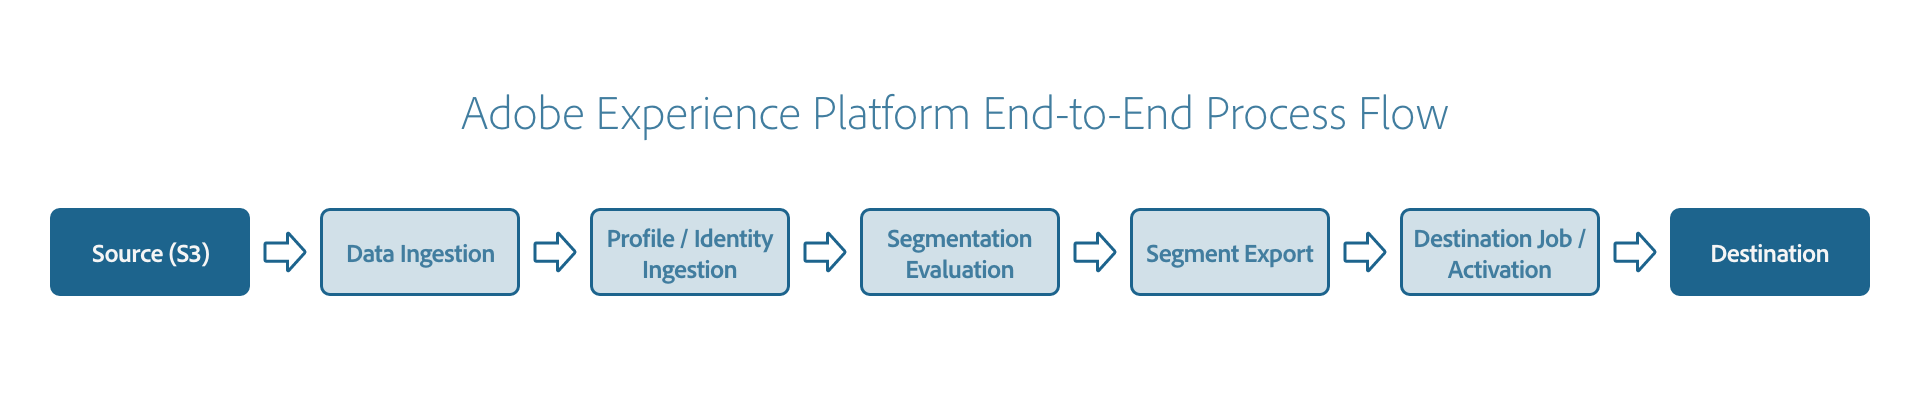 Adobe Experience Platform End-to-End Process Flow
Source (S3)
Data Ingestion
Profile / Identity
Ingestion
Segmentation
Evaluation
Segment Export
Destination Job /
Activation
Destination